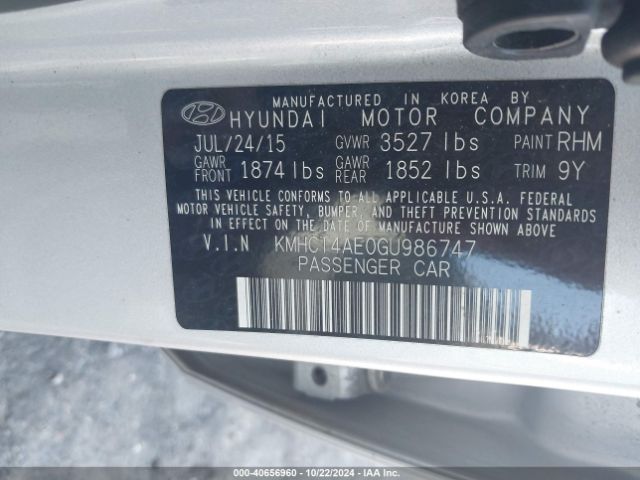 MANUFACTURED IN KOREA BY
HYUNDAI MOTOR COMPANY
JUL/24/15 GVWR 3527 lbs PAINT RHM
GAWR FRONT 1874 lbs GAWR REAR 1852 lbs TRIM 9Y
THIS VEHICLE CONFORMS TO ALL APPLICABLE U.S.A. FEDERAL
MOTOR VEHICLE SAFETY, BUMPER, AND THEFT PREVENTION STANDARDS
IN EFFECT ON THE DATE OF MANUFACTURE SHOWN ABOVE.
V.I.N KMHCT4AE0GU986747
PASSENGER CAR
000-40656960 - 10/22/2024 - IAA Inc.